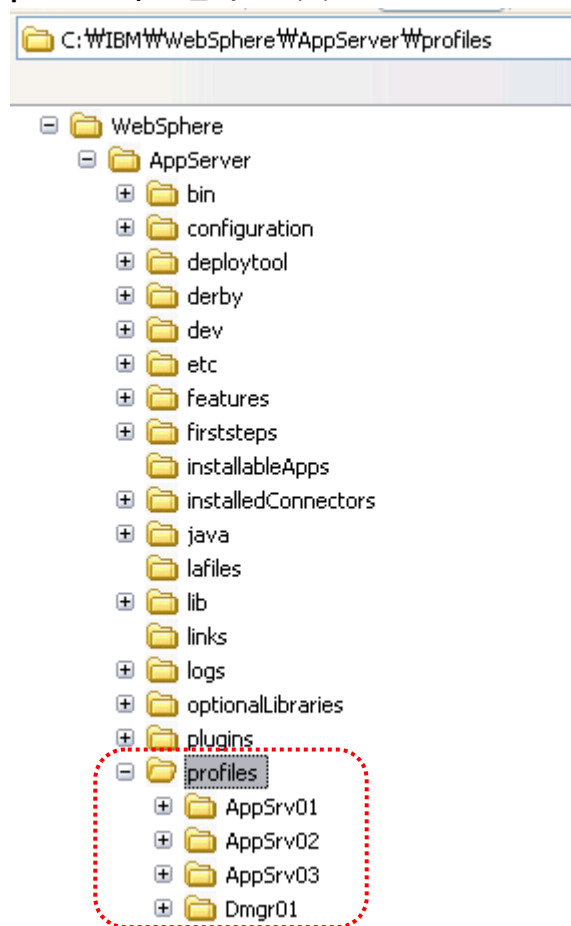 C:₩IBM₩WebSphere₩AppServer₩profiles
WebSphere
AppServer
bin
configuration
deploytool
derby
dev
etc
features
firststeps
installableApps
installedConnectors
java
lafiles
lib
links
logs
optionalLibraries
plugins
profiles
AppSrv01
AppSrv02
AppSrv03
Dmgr01